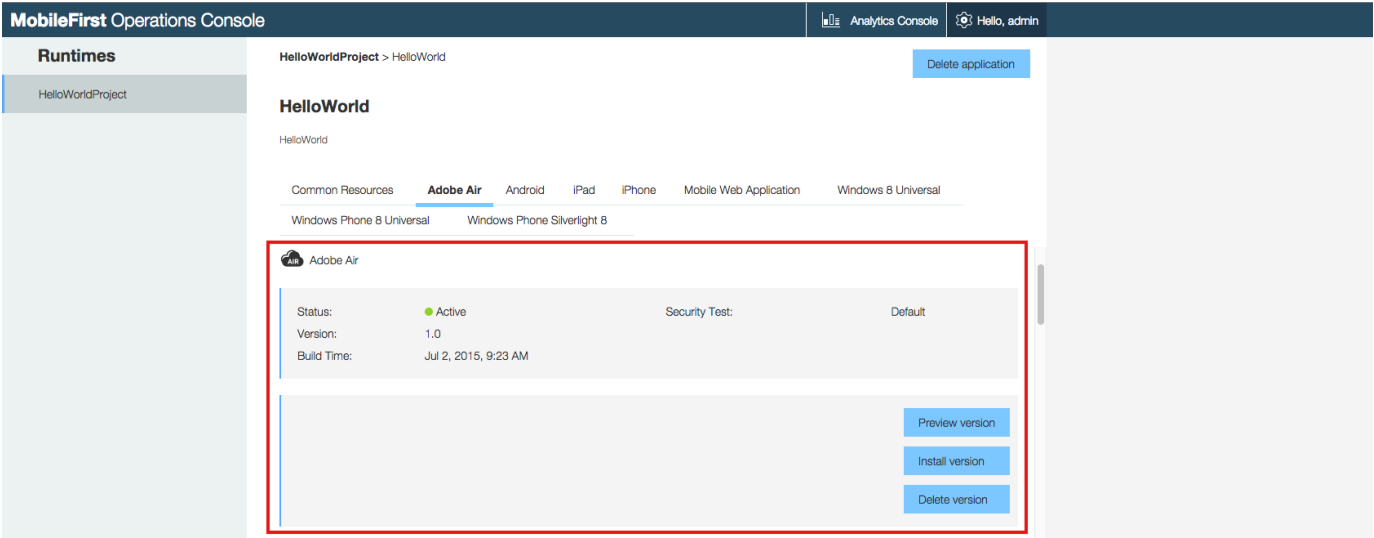 MobileFirst Operations Console
Analytics Console
Hello, admin
Runtimes
HelloWorldProject
HelloWorldProject > HelloWorld
Delete application
HelloWorld
HelloWorld
Common Resources Adobe Air Android iPad iPhone Mobile Web Application Windows 8 Universal
Windows Phone 8 Universal Windows Phone Silverlight 8
AIR Adobe Air
Status: Active Security Test: Default
Version: 1.0
Build Time: Jul 2, 2015, 9:23 AM
Preview version
Install version
Delete version